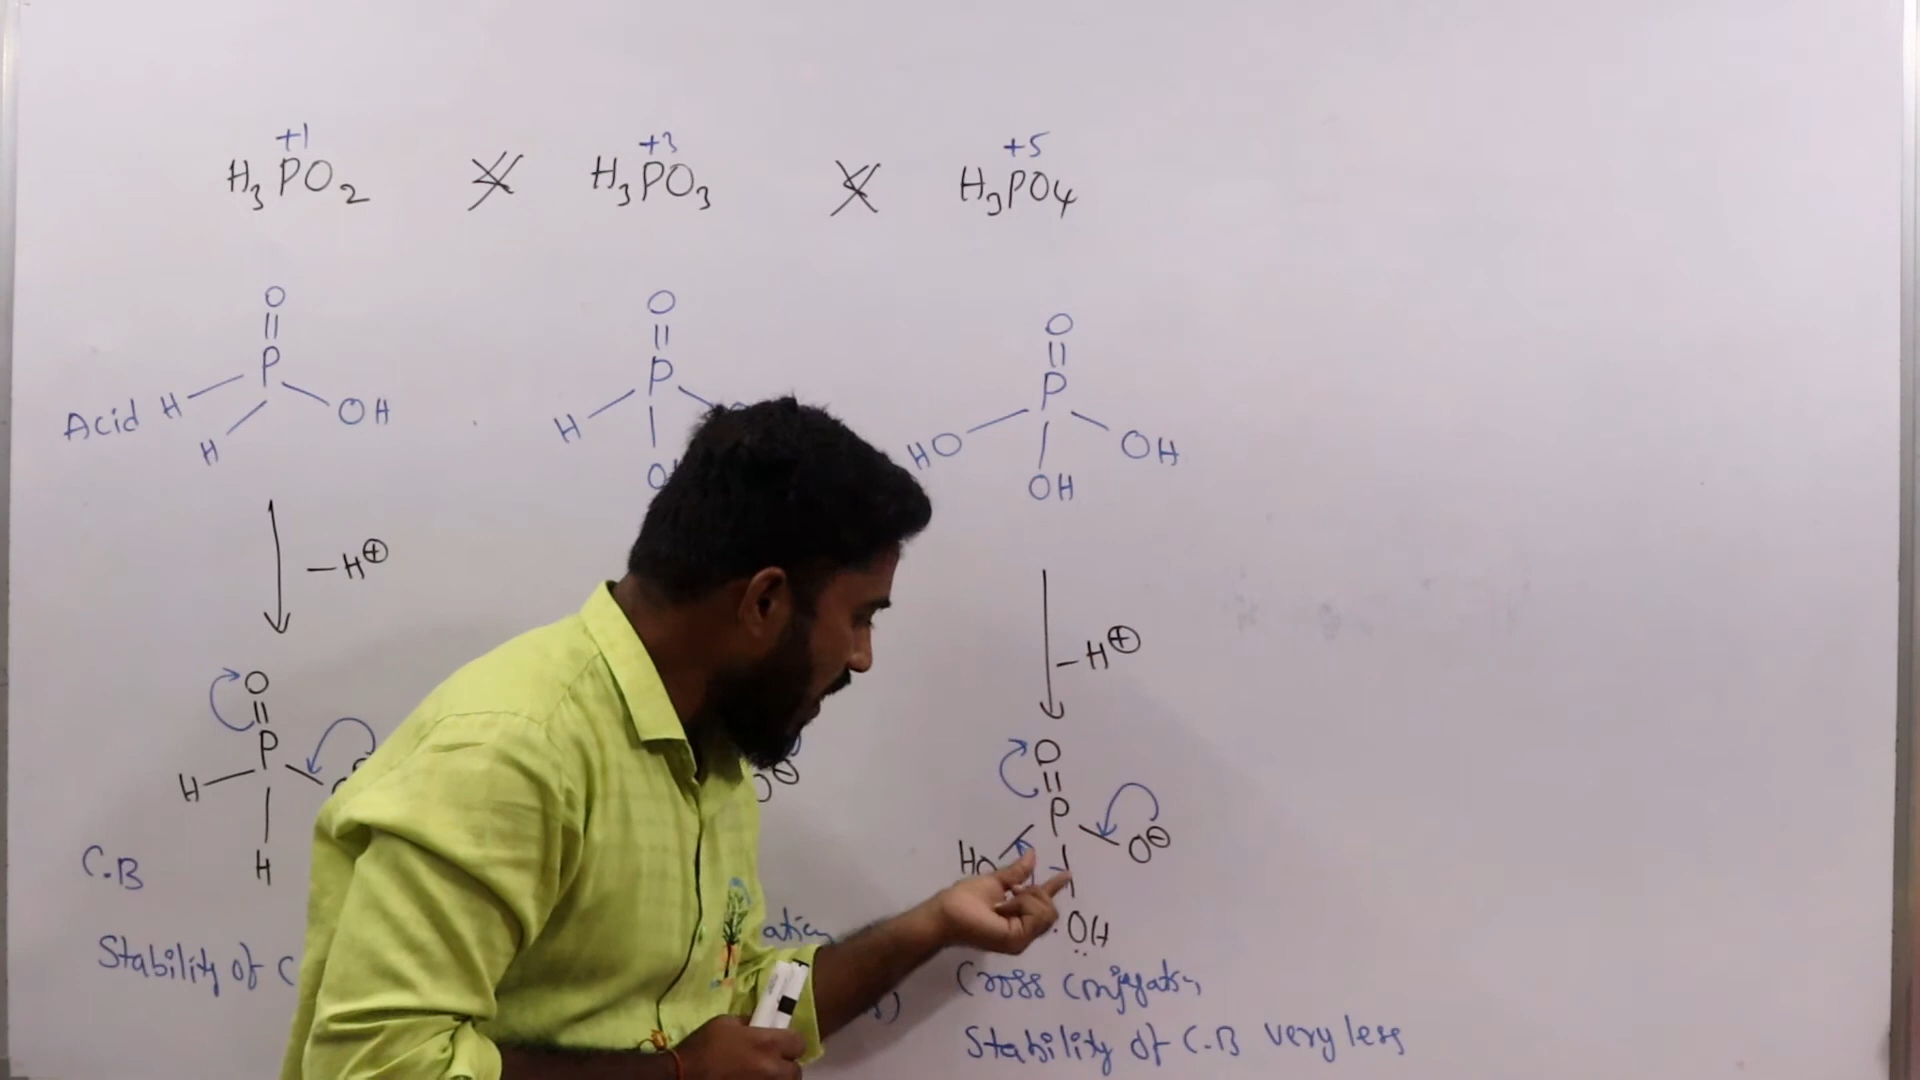 +1 +3 +5
H3PO2 H3PO3 H3PO4
O O O
P P P
Acid H OH H HO OH
H OH
-H⊕ -H⊕
O O
P P
H O⊖ HO O⊖
C.B H OH
Stability of C
Cross Conjugation
Stability of C.B very less